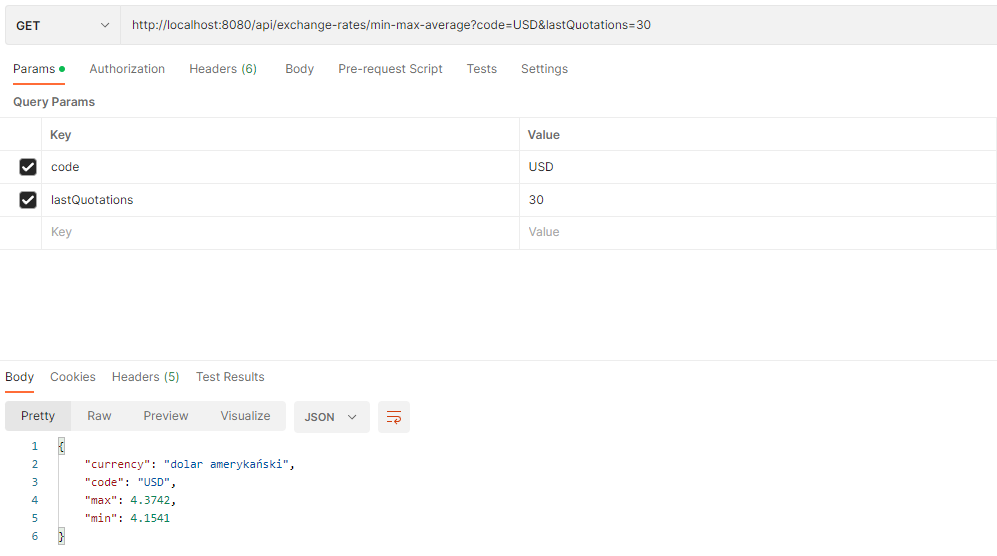 GET http://localhost:8080/api/exchange-rates/min-max-average?code=USD&lastQuotations=30
Params Authorization Headers (6) Body Pre-request Script Tests Settings
Query Params
Key Value
code USD
lastQuotations 30
Key Value
Body Cookies Headers (5) Test Results
Pretty Raw Preview Visualize JSON
1 {
2 "currency": "dolar amerykański",
3 "code": "USD",
4 "max": 4.3742,
5 "min": 4.1541
6 }